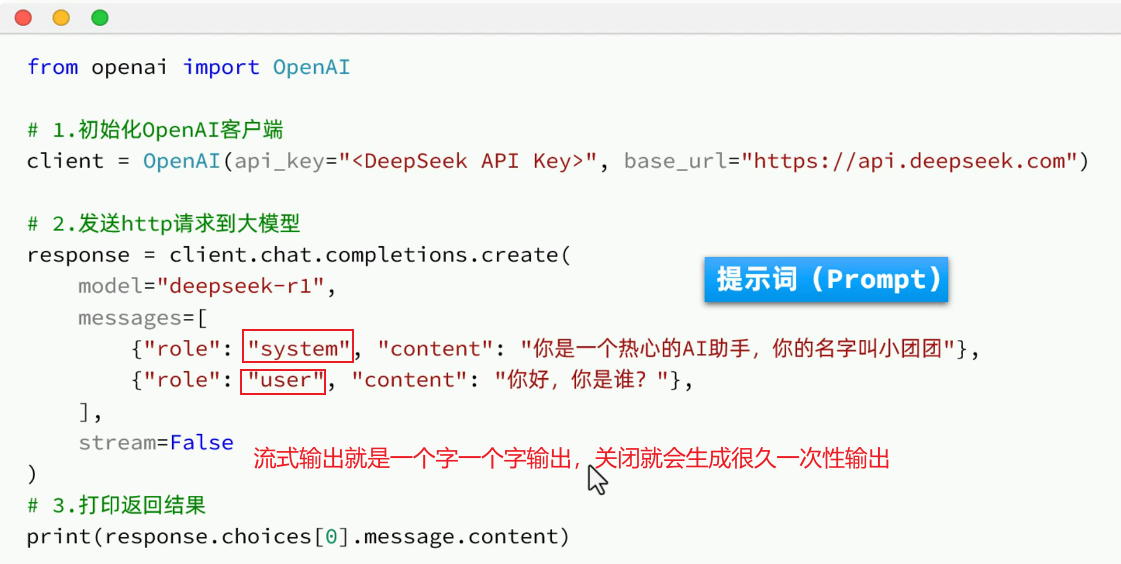 from openai import OpenAI
# 1.初始化OpenAI客户端
client = OpenAI(api_key="<DeepSeek API Key>", base_url="https://api.deepseek.com")
# 2.发送http请求到大模型
response = client.chat.completions.create(
提示词（Prompt）
model="deepseek-r1",
messages=[
{"role": "system", "content": "你是一个热心的AI助手，你的名字叫小团团"},
{"role": "user", "content": "你好，你是谁？"},
],
stream=False
流式输出就是一个字一个字输出，关闭就会生成很久一次性输出
)
# 3.打印返回结果
print(response.choices[0].message.content)